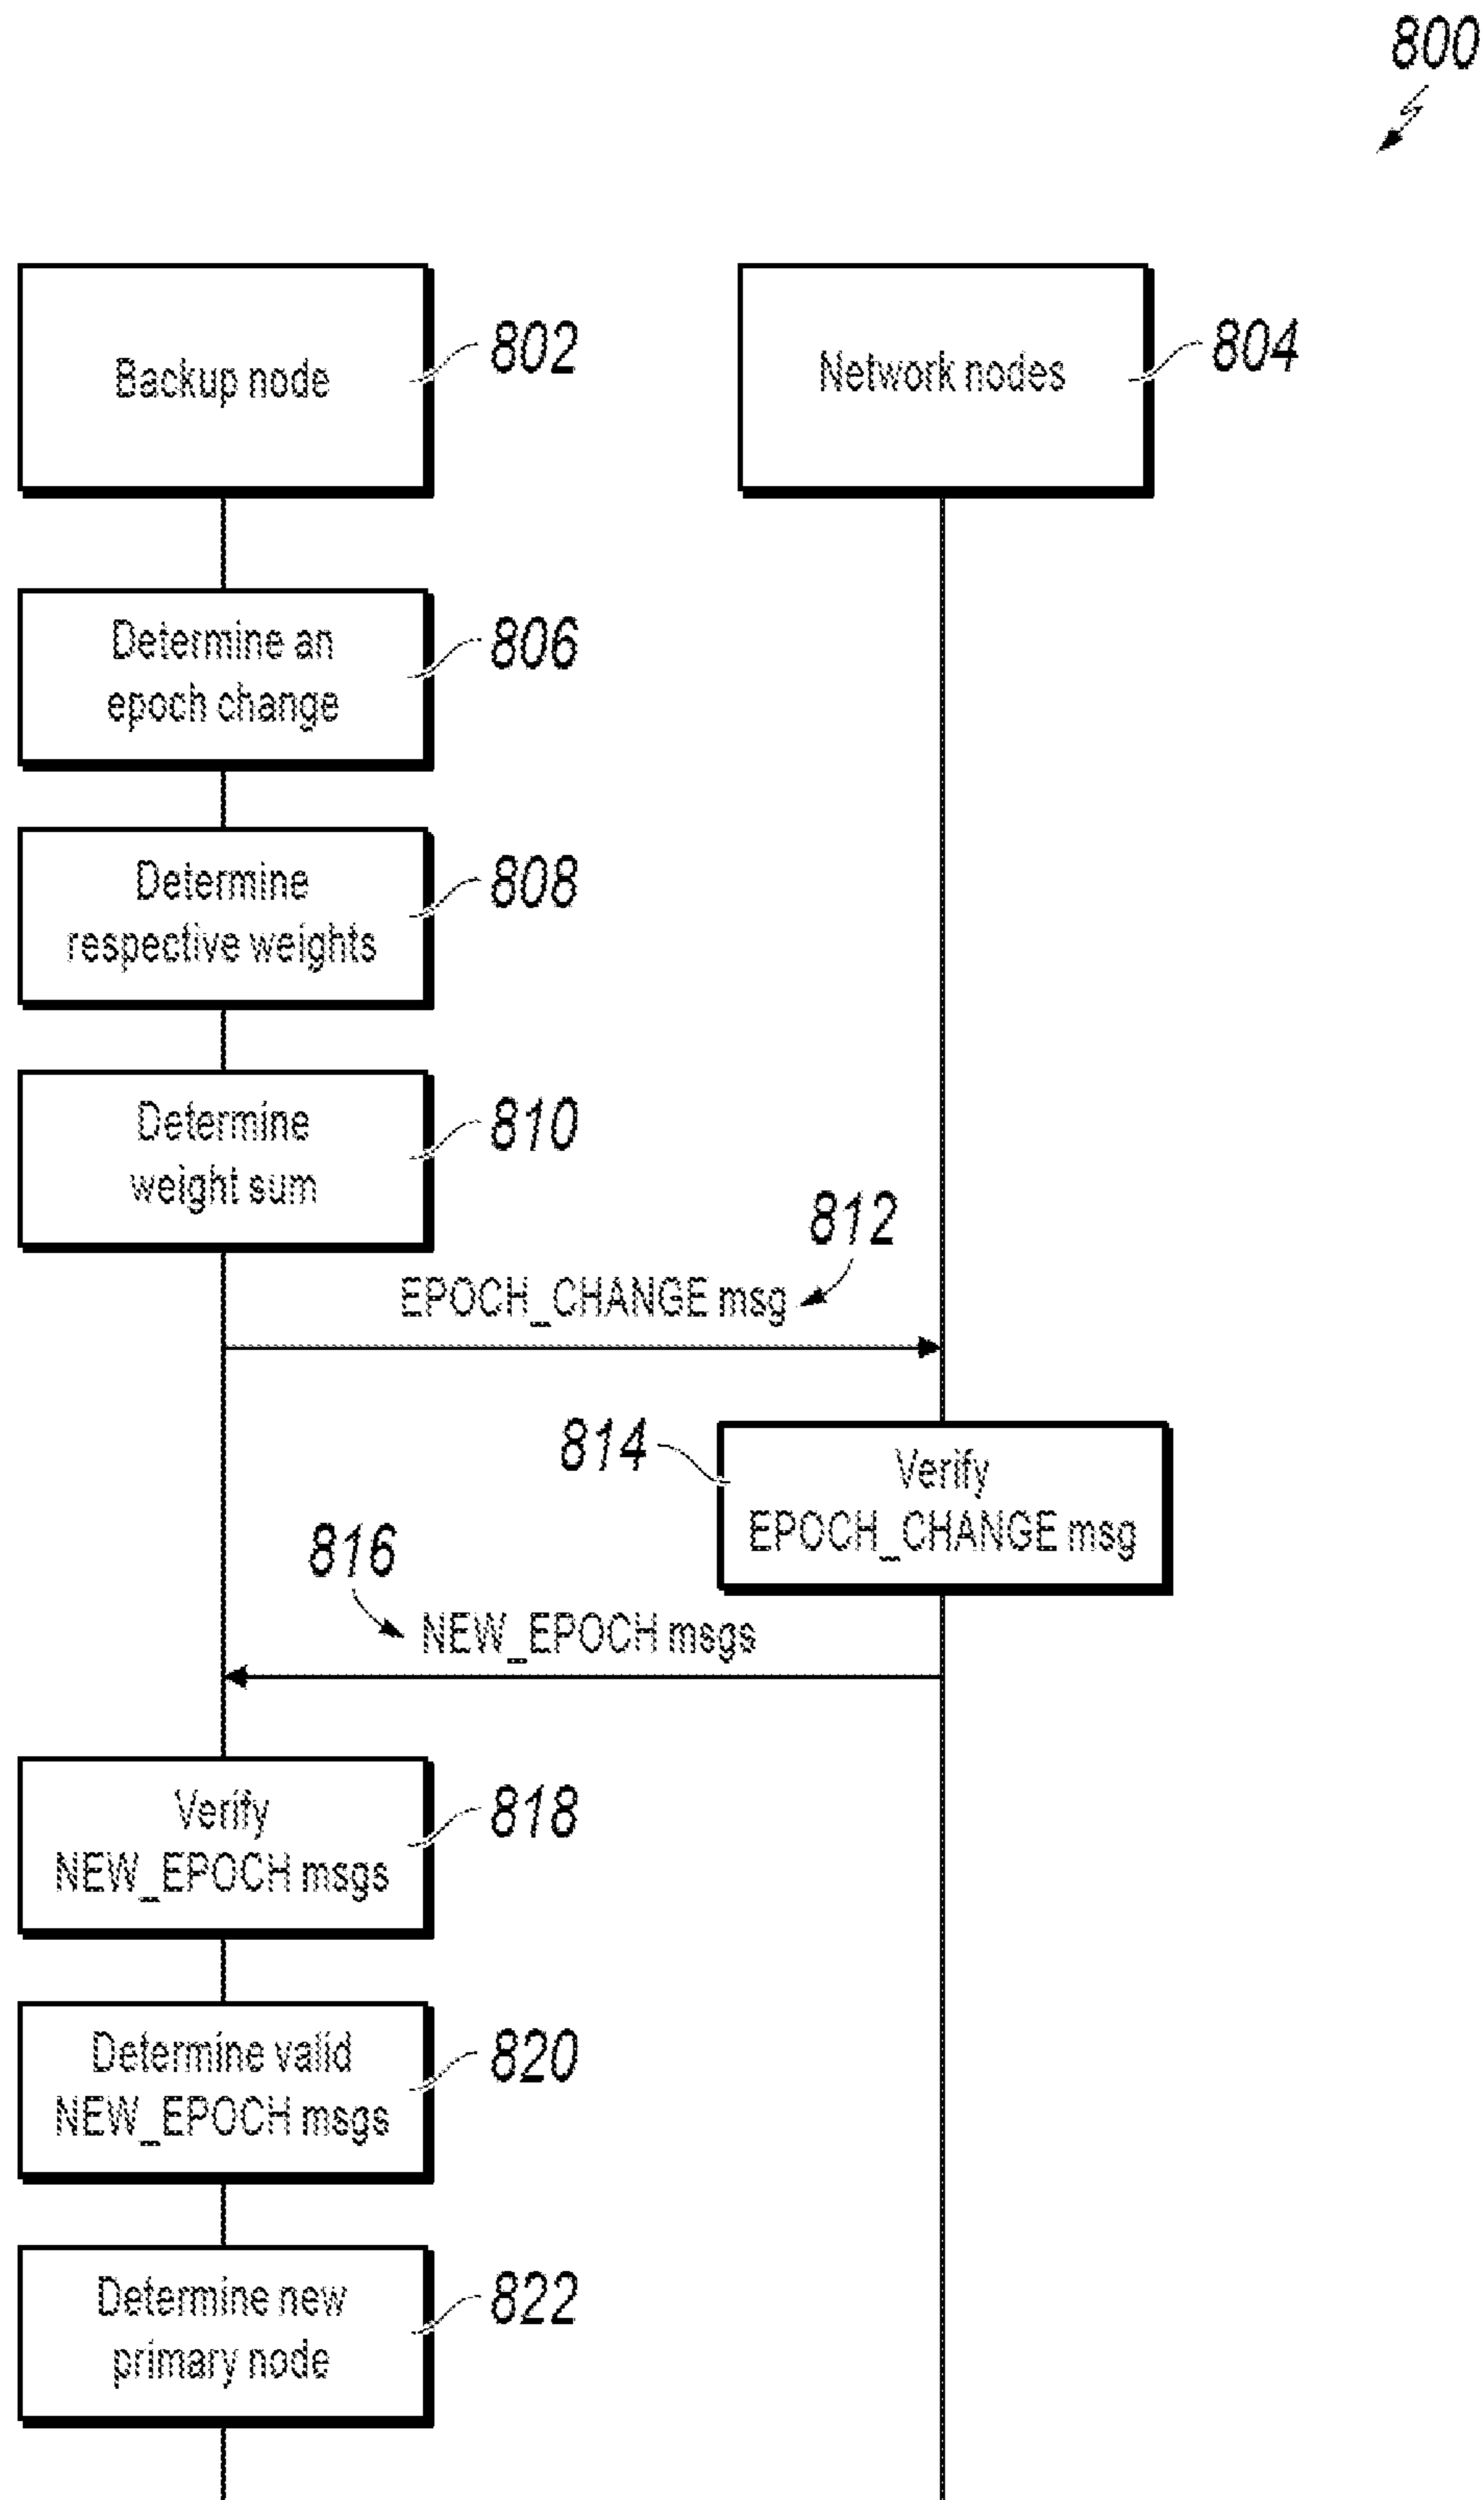 800
Backup node
802
Network nodes
804
Determine an
epoch change
806
Determine
respective weights
808
Determine
weight sum
810
812
EPOCH_CHANGE msg
814
Verify
EPOCH_CHANGE msg
816
NEW_EPOCH msgs
Verify
NEW_EPOCH msgs
818
Determine valid
NEW_EPOCH msgs
820
Determine new
primary node
822